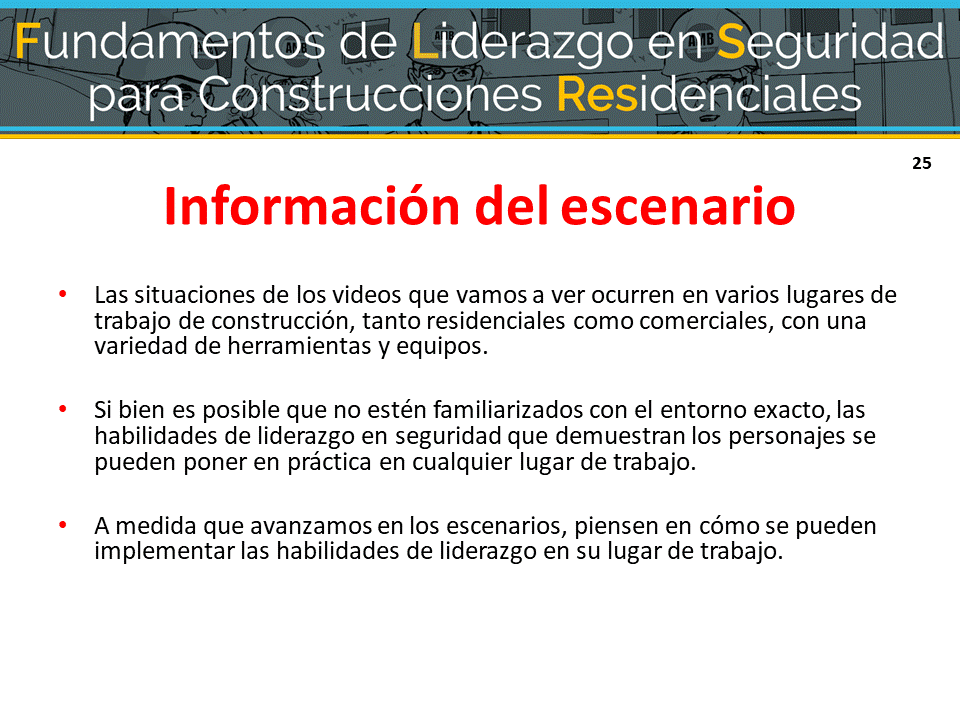 Fundamentos de Liderazgo en Seguridad
para Construcciones Residenciales
25
Información del escenario
• Las situaciones de los videos que vamos a ver ocurren en varios lugares de
trabajo de construcción, tanto residenciales como comerciales, con una
variedad de herramientas y equipos.
• Si bien es posible que no estén familiarizados con el entorno exacto, las
habilidades de liderazgo en seguridad que demuestran los personajes se
pueden poner en práctica en cualquier lugar de trabajo.
• A medida que avanzamos en los escenarios, piensen en cómo se pueden
implementar las habilidades de liderazgo en su lugar de trabajo.